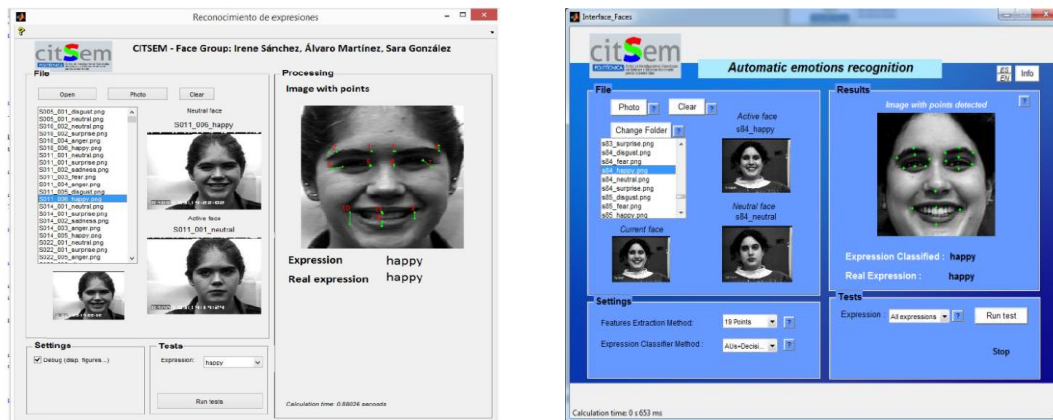 Reconocimiento de expresiones
citSem
POLITÉCNICA
CITSEM - Face Group: Irene Sánchez, Álvaro Martínez, Sara González
File
Open
Photo
Clear
S005_001_disgust.png
S005_001_neutral.png
S010_002_neutral.png
S010_002_surprise.png
S010_004_anger.png
S010_006_happy.png
S011_001_neutral.png
S011_001_surprise.png
S011_002_sadness.png
S011_003_fear.png
S011_004_anger.png
S011_005_disgust.png
S011_006_happy.png
S014_001_neutral.png
S014_001_surprise.png
S014_002_sadness.png
S014_003_anger.png
S014_005_happy.png
S022_001_neutral.png
S022_001_surprise.png
S022_005_anger.png
Neutral face
S011_006_happy
Active face
S011_001_neutral
Settings
Debug (disp. figures...)
Tests
Expression:
happy
Run tests
Processing
Image with points
Expression happy
Real expression happy
Calculation time: 0.88026 seconds
Interface_Faces
citSem
POLITÉCNICA
Automatic emotions recognition
ES
EN
Info
File
Photo
?
Clear
?
Change Folder
?
s83_surprise.png
s84_disgust.png
s84_fear.png
s84_happy.png
s84_neutral.png
s84_surprise.png
s85_disgust.png
s85_fear.png
s85_happy.png
Active face
s84_happy
Neutral face
s84_neutral
Current face
Settings
Features Extraction Method:
19 Points
?
Expression Classifier Method :
AUs+Decisi...
?
Results
Image with points detected
?
Expression Classified : happy
Real Expression : happy
Tests
Expression :
All expressions
?
Run test
Stop
Calculation time: 0 s 653 ms